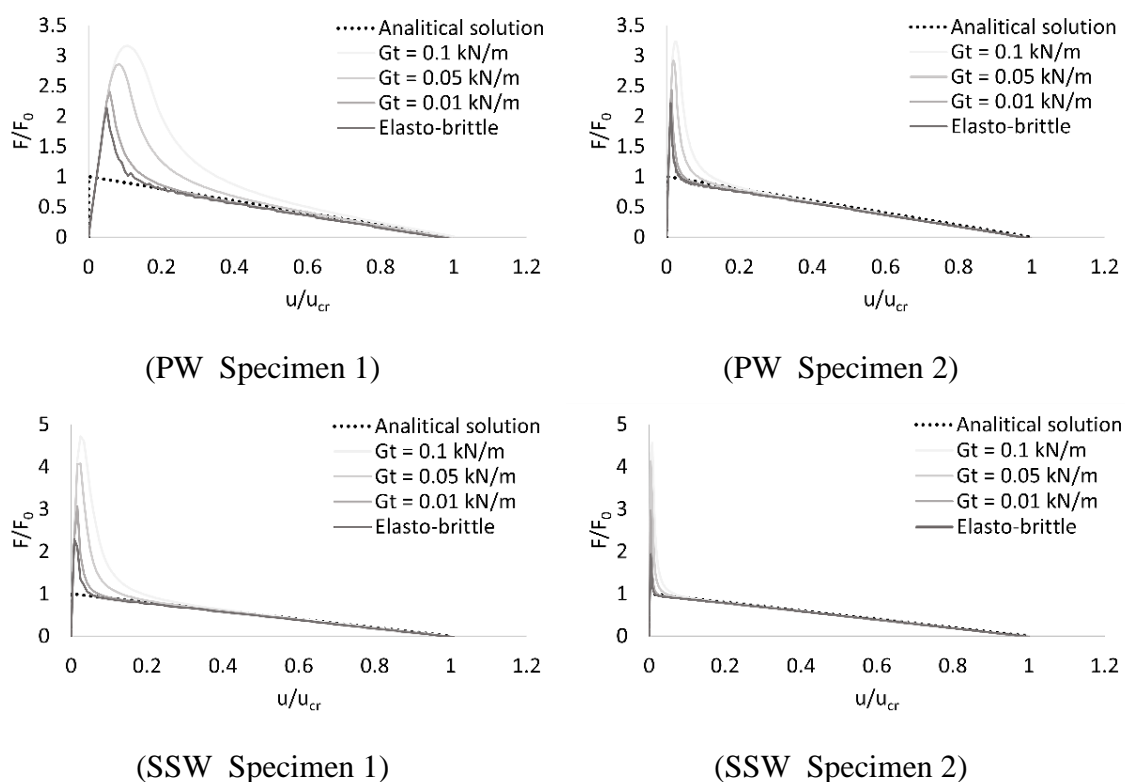 3.5
3
2.5
2
1.5
1
0.5
0
F/F0
0 0.2 0.4 0.6 0.8 1 1.2
u/ucr
Analitical solution
Gt = 0.1 kN/m
Gt = 0.05 kN/m
Gt = 0.01 kN/m
Elasto-brittle
(PW Specimen 1)
3.5
3
2.5
2
1.5
1
0.5
0
F/F0
0 0.2 0.4 0.6 0.8 1 1.2
u/ucr
Analitical solution
Gt = 0.1 kN/m
Gt = 0.05 kN/m
Gt = 0.01 kN/m
Elasto-brittle
(PW Specimen 2)
5
4
3
2
1
0
F/F0
0 0.2 0.4 0.6 0.8 1 1.2
u/ucr
Analitical solution
Gt = 0.1 kN/m
Gt = 0.05 kN/m
Gt = 0.01 kN/m
Elasto-brittle
(SSW Specimen 1)
5
4
3
2
1
0
F/F0
0 0.2 0.4 0.6 0.8 1 1.2
u/ucr
Analitical solution
Gt = 0.1 kN/m
Gt = 0.05 kN/m
Gt = 0.01 kN/m
Elasto-brittle
(SSW Specimen 2)